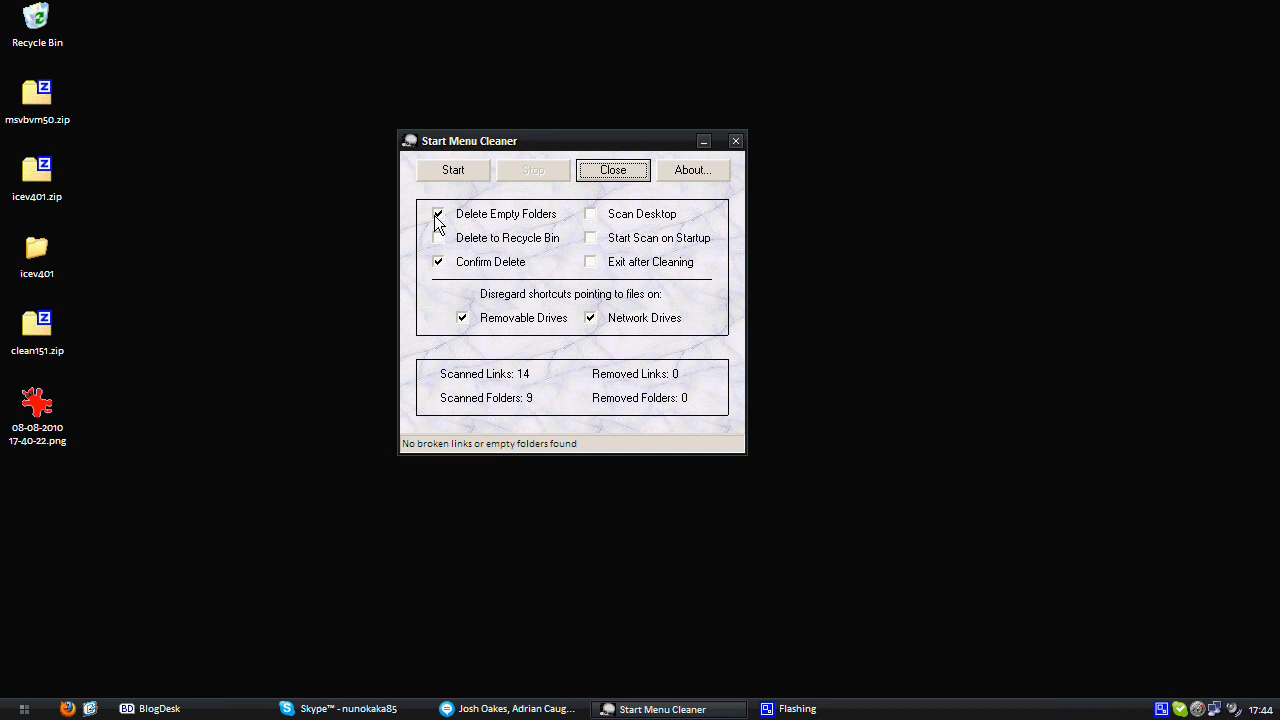 Recycle Bin
msvbvm50.zip
icev401.zip
icev401
clean151.zip
08-08-2010
17-40-22.png
Start Menu Cleaner
Start Stop Close About...
Delete Empty Folders Scan Desktop
Delete to Recycle Bin Start Scan on Startup
Confirm Delete Exit after Cleaning
Disregard shortcuts pointing to files on:
Removable Drives Network Drives
Scanned Links: 14 Removed Links: 0
Scanned Folders: 9 Removed Folders: 0
No broken links or empty folders found
BD BlogDesk Skype™ - nunokaka85 Josh Oakes, Adrian Caug... Start Menu Cleaner Flashing 17:44